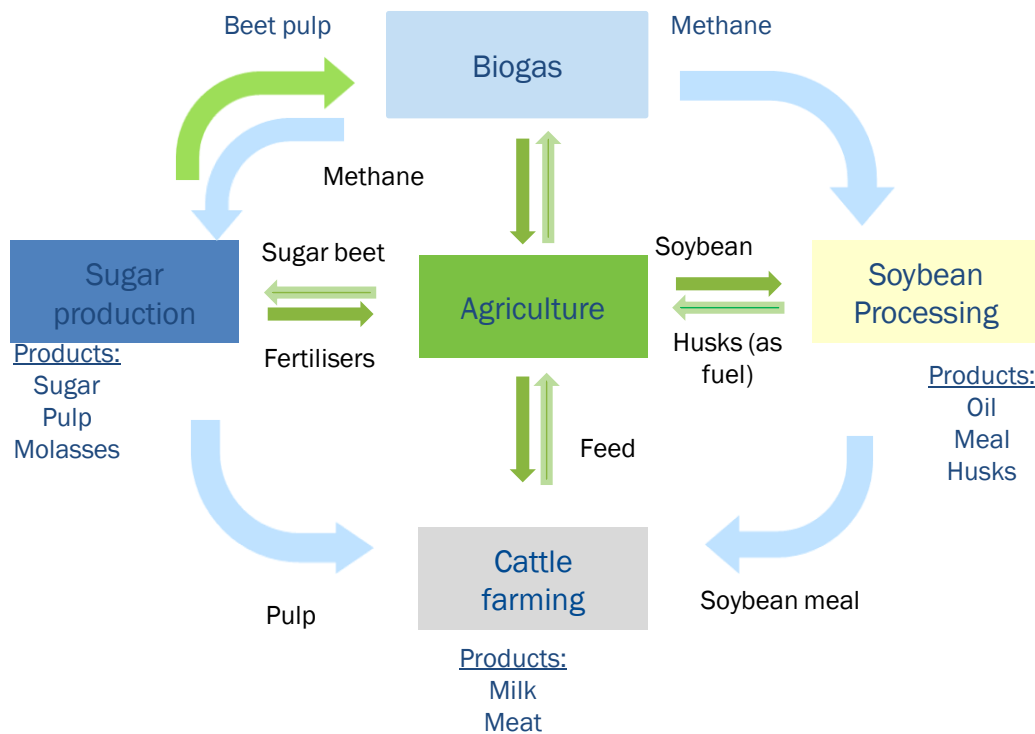 Beet pulp
Methane
Biogas
Methane
Sugar beet
Soybean
Sugar
production
Agriculture
Soybean
Processing
Fertilisers
Husks (as
fuel)
Products:
Sugar
Pulp
Molasses
Products:
Oil
Meal
Husks
Feed
Cattle
farming
Pulp
Soybean meal
Products:
Milk
Meat